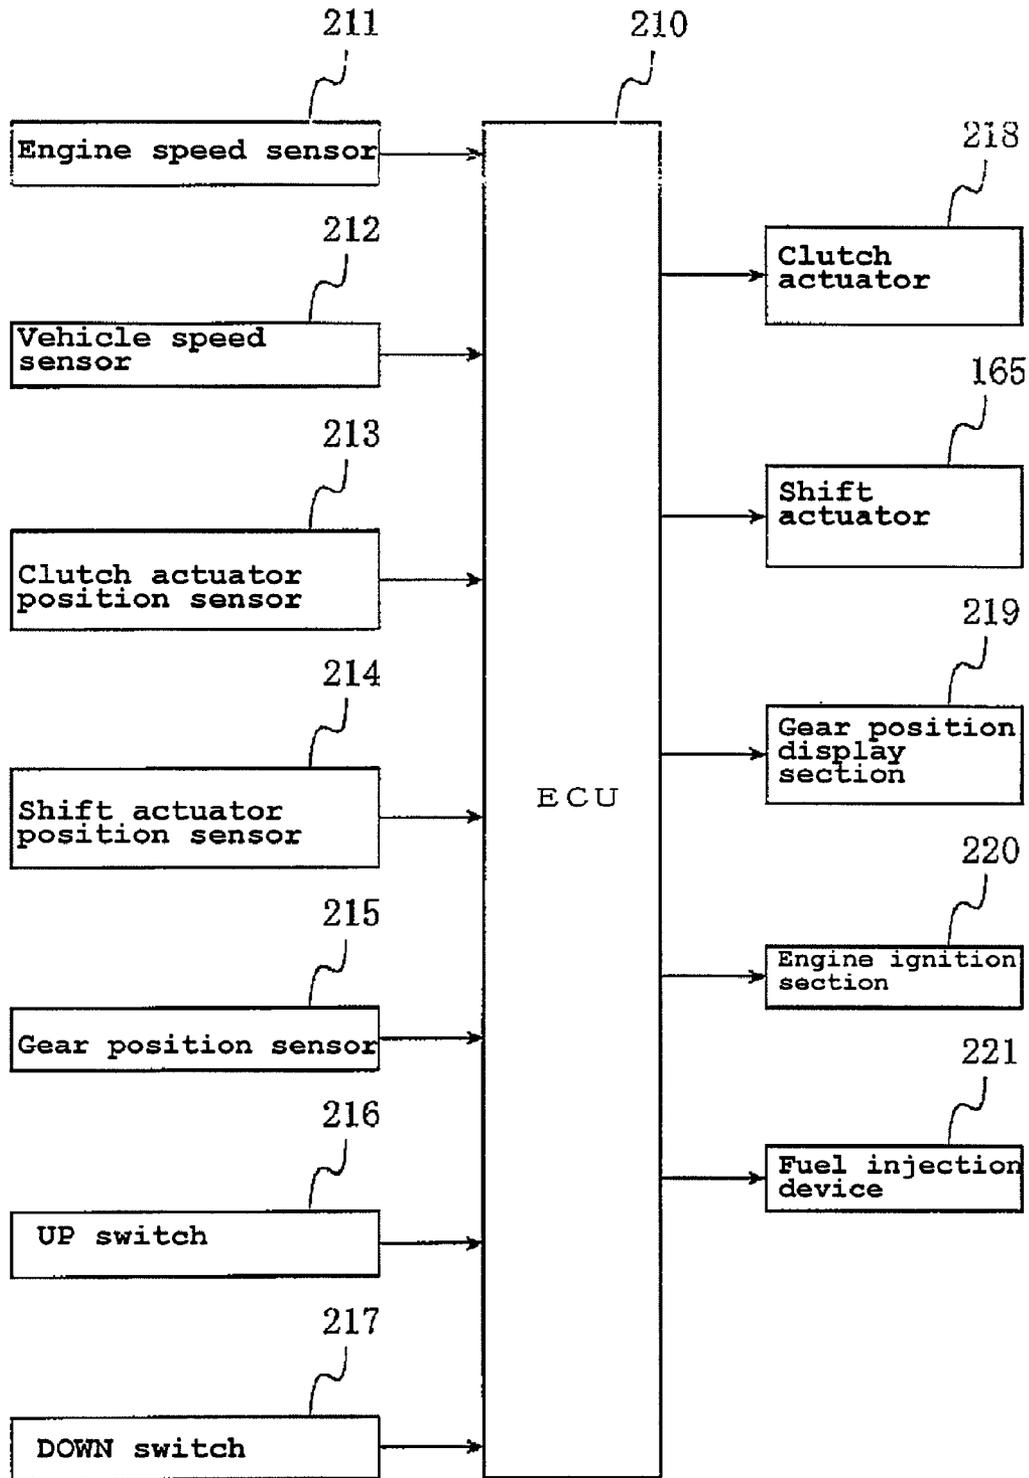 211
210
Engine speed sensor
218
Clutch
actuator
212
Vehicle speed
sensor
165
Shift
actuator
213
Clutch actuator
position sensor
219
Gear position
display
section
214
Shift actuator
position sensor
ECU
220
Engine ignition
section
215
Gear position sensor
221
Fuel injection
device
216
UP switch
217
DOWN switch